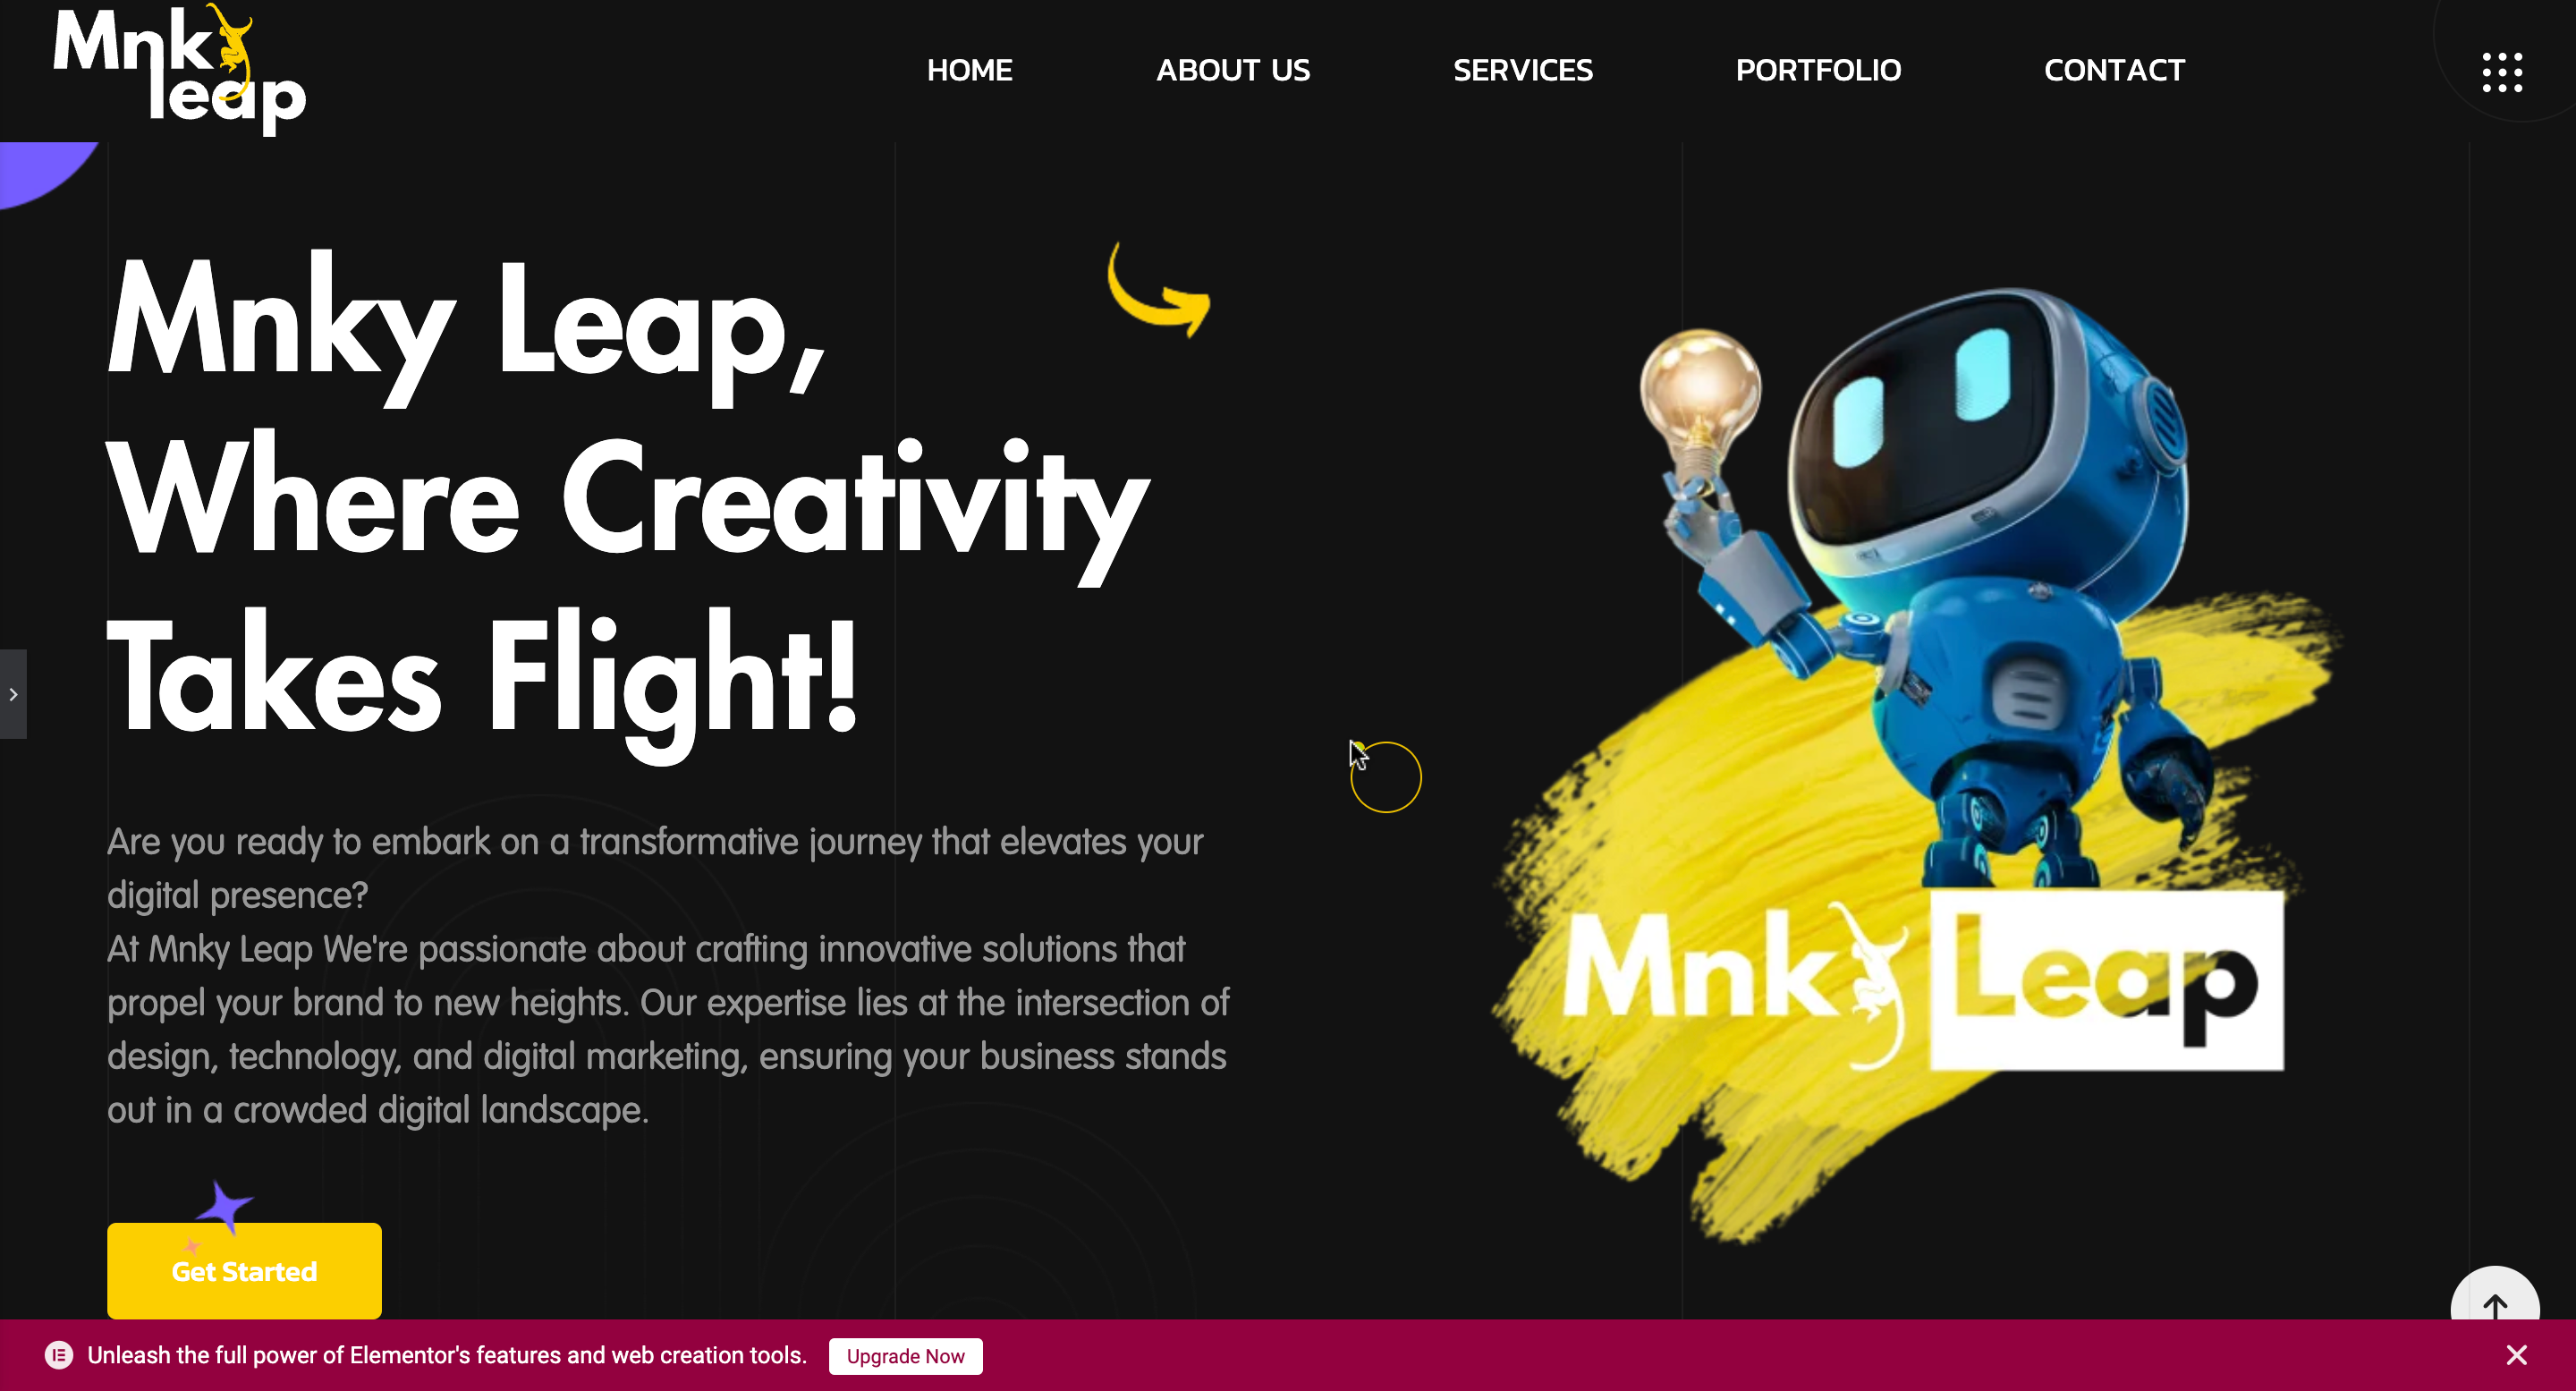 Mnky
leap
HOME
ABOUT US
SERVICES
PORTFOLIO
CONTACT
Mnky Leap,
Where Creativity
Takes Flight!
Are you ready to embark on a transformative journey that elevates your
digital presence?
At Mnky Leap We're passionate about crafting innovative solutions that
propel your brand to new heights. Our expertise lies at the intersection of
design, technology, and digital marketing, ensuring your business stands
out in a crowded digital landscape.
Get Started
Mnky Leap
Unleash the full power of Elementor's features and web creation tools.
Upgrade Now